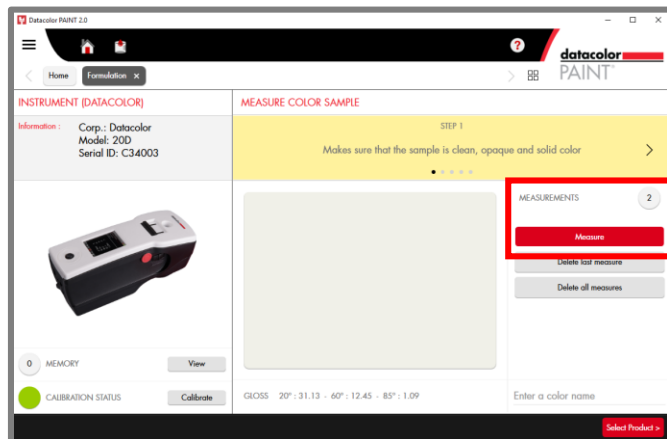 Datacolor PAINT 2.0
?
datacolor
PAINT
Home
Formulation ×
INSTRUMENT (DATACOLOR)
Information :
Corp.: Datacolor
Model: 20D
Serial ID: C34003
0 MEMORY
View
CALIBRATION STATUS
Calibrate
MEASURE COLOR SAMPLE
STEP 1
Makes sure that the sample is clean, opaque and solid color
GLOSS 20° : 31.13 - 60° : 12.45 - 85° : 1.09
MEASUREMENTS 2
Measure
Delete last measure
Delete all measures
Enter a color name
Select Product >